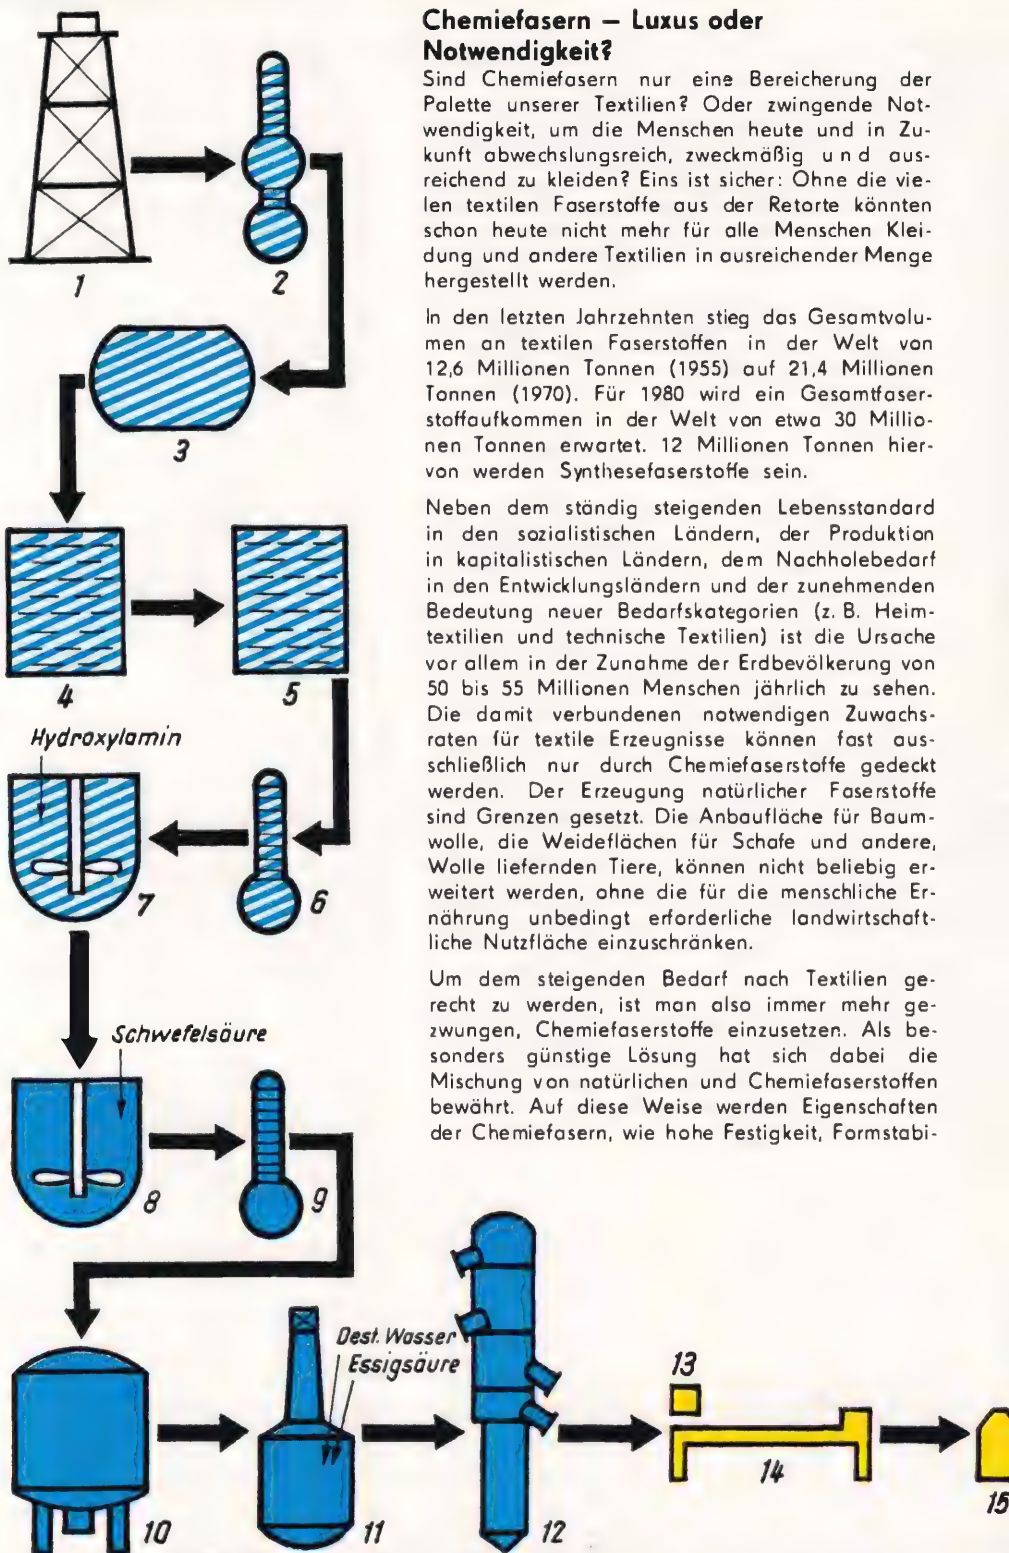 Chemiefasern — Luxus oder
Notwendigkeit?
Sind Chemiefasern nur eine Bereicherung der
Palette unserer Textilien? Oder zwingende Not-
wendigkeit, um die Menschen heute und in Zu-
kunft abwechslungsreich, zweckmäßig und aus-
reichend zu kleiden? Eins ist sicher: Ohne die vie-
len textilen Faserstoffe aus der Retorte könnten
schon heute nicht mehr für alle Menschen Klei-
dung und andere Textilien in ausreichender Menge
hergestellt werden.
In den letzten Jahrzehnten stieg das Gesamtvolu-
men an textilen Faserstoffen in der Welt von
12,6 Millionen Tonnen (1955) auf 21,4 Millionen
Tonnen (1970). Für 1980 wird ein Gesamtfaser-
stoffaufkommen in der Welt von etwa 30 Millio-
nen Tonnen erwartet. 12 Millionen Tonnen hier-
von werden Synthesefaserstoffe sein.
Neben dem ständig steigenden Lebensstandard
in den sozialistischen Ländern, der Produktion
in kapitalistischen Ländern, dem Nachholebedarf
in den Entwicklungsländern und der zunehmenden
Bedeutung neuer Bedarfskategorien (z. B. Heim-
textilien und technische Textilien) ist die Ursache
vor allem in der Zunahme der Erdbevölkerung von
50 bis 55 Millionen Menschen jährlich zu sehen.
Die damit verbundenen notwendigen Zuwachs-
raten für textile Erzeugnisse können fast aus-
schließlich nur durch Chemiefaserstoffe gedeckt
werden. Der Erzeugung natürlicher Faserstoffe
sind Grenzen gesetzt. Die Anbaufläche für Baum-
wolle, die Weideflächen für Schafe und andere,
Wolle liefernden Tiere, können nicht beliebig er-
weitert werden, ohne die für die menschliche Er-
nährung unbedingt erforderliche landwirtschaft-
liche Nutzfläche einzuschränken.
Um dem steigenden Bedarf nach Textilien ge-
recht zu werden, ist man also immer mehr ge-
zwungen, Chemiefaserstoffe einzusetzen. Als be-
sonders günstige Lösung hat sich dabei die
Mischung von natürlichen und Chemiefaserstoffen
bewährt. Auf diese Weise werden Eigenschaften
der Chemiefasern, wie hohe Festigkeit, Formstabi-
1
2
3
4
5
Hydroxylamin
7
6
Schwefelsäure
8
9
Dest. Wasser
Essigsäure
10
11
12
13
14
15